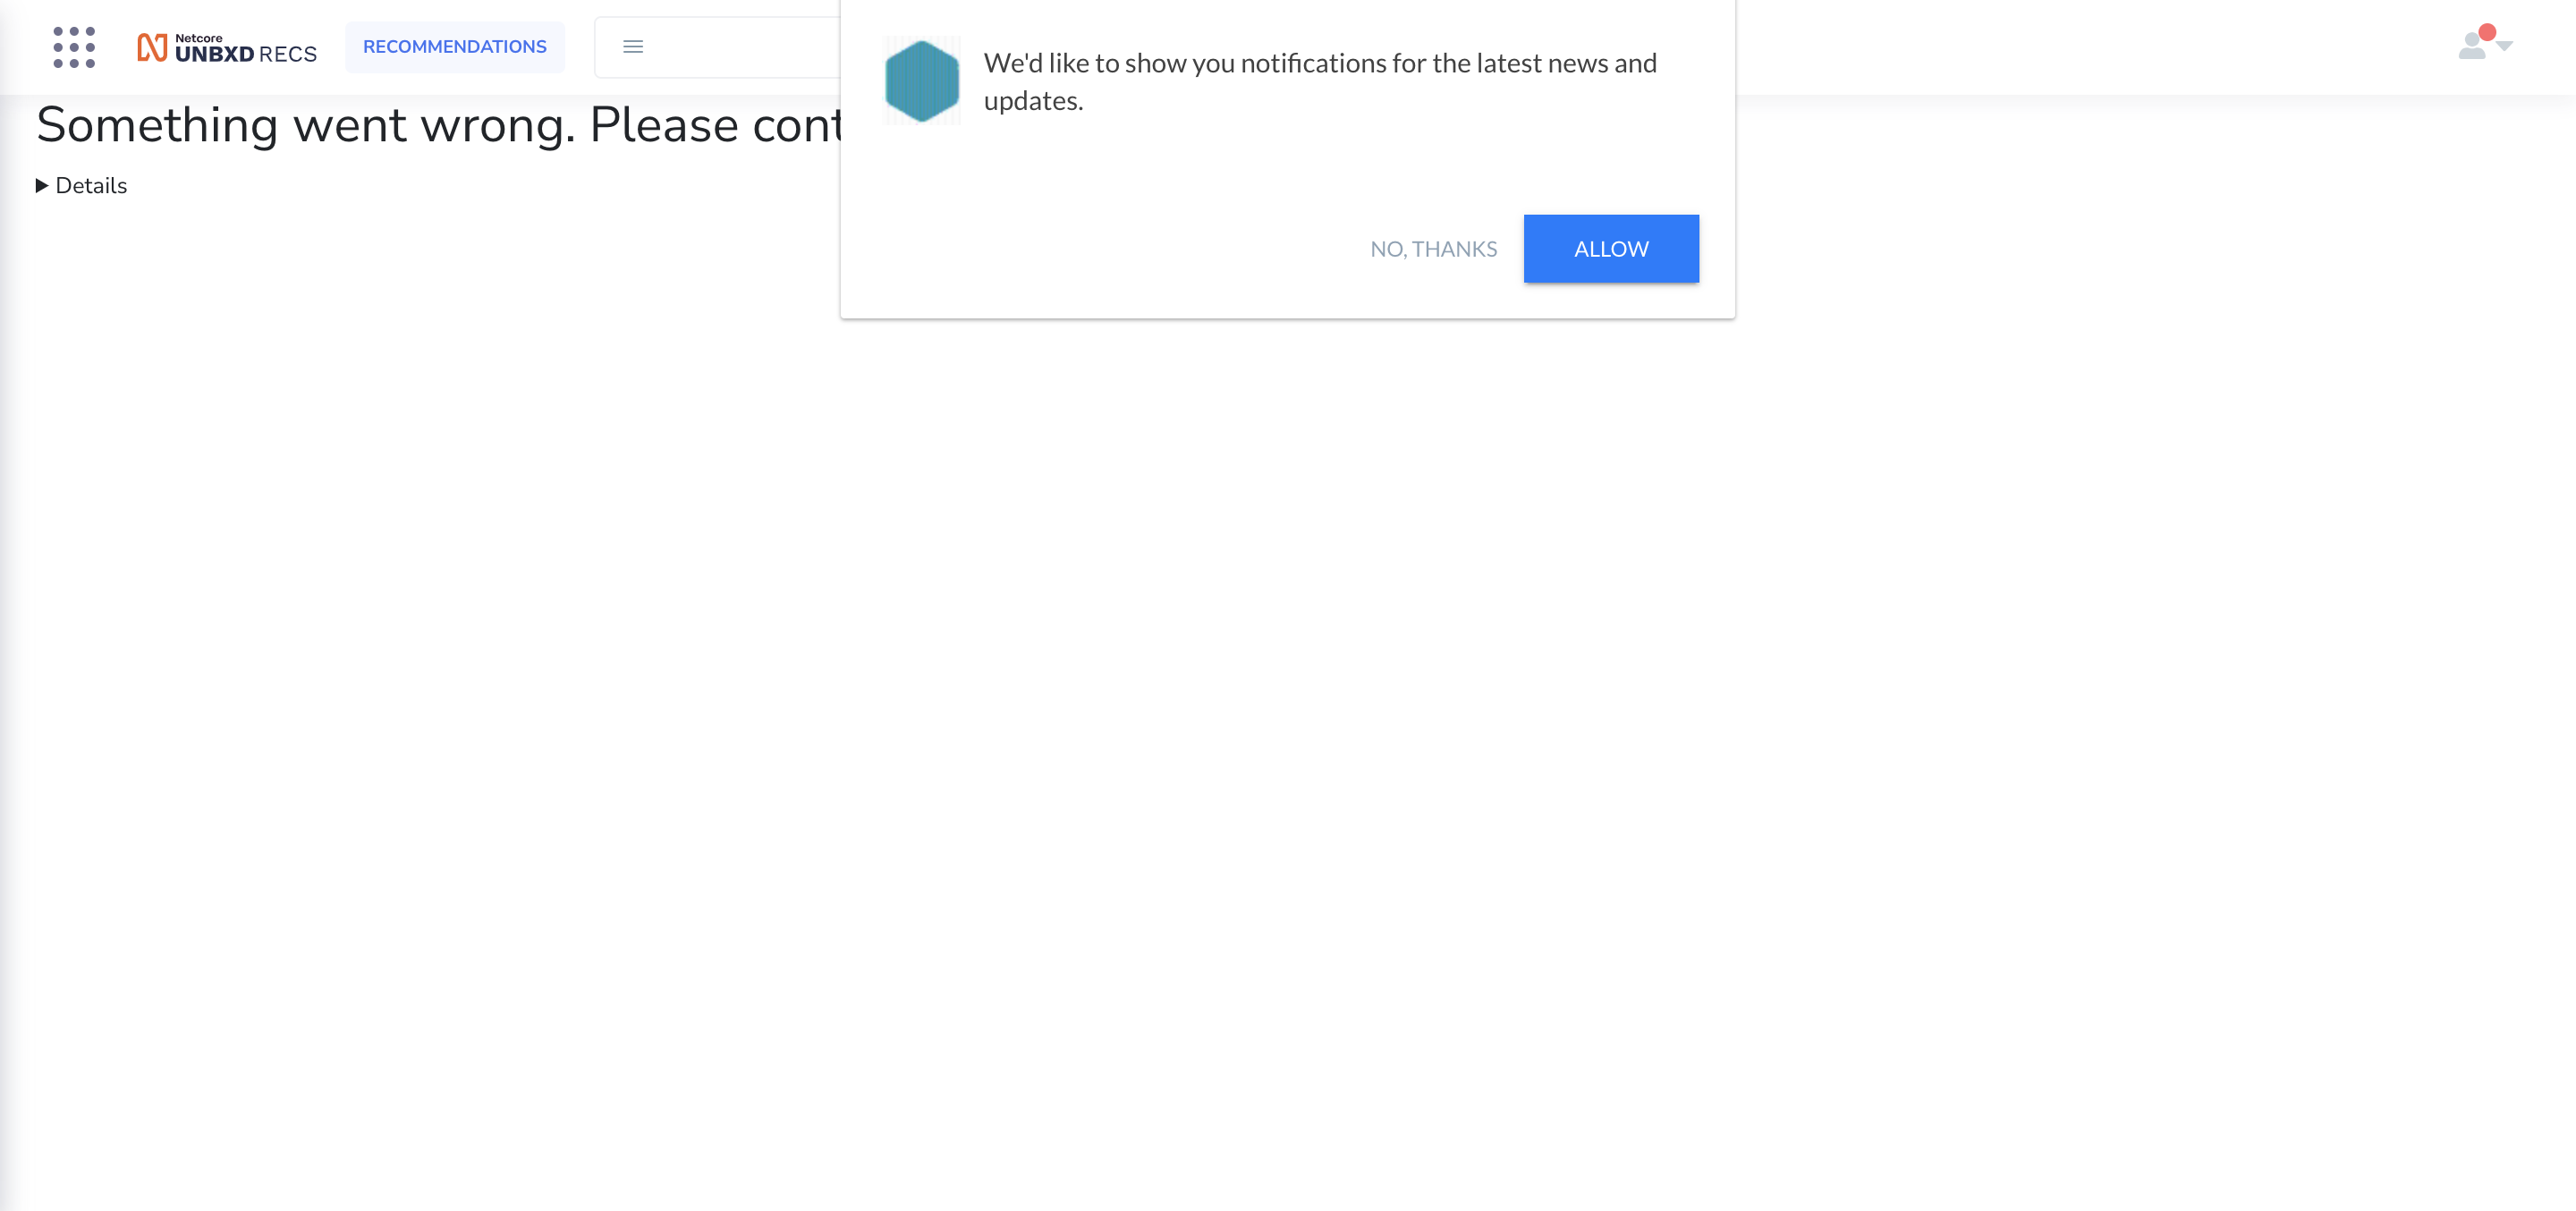 Netcore
UNBXD RECS
RECOMMENDATIONS
We'd like to show you notifications for the latest news and
updates.
Something went wrong. Please
Details
NO, THANKS
ALLOW